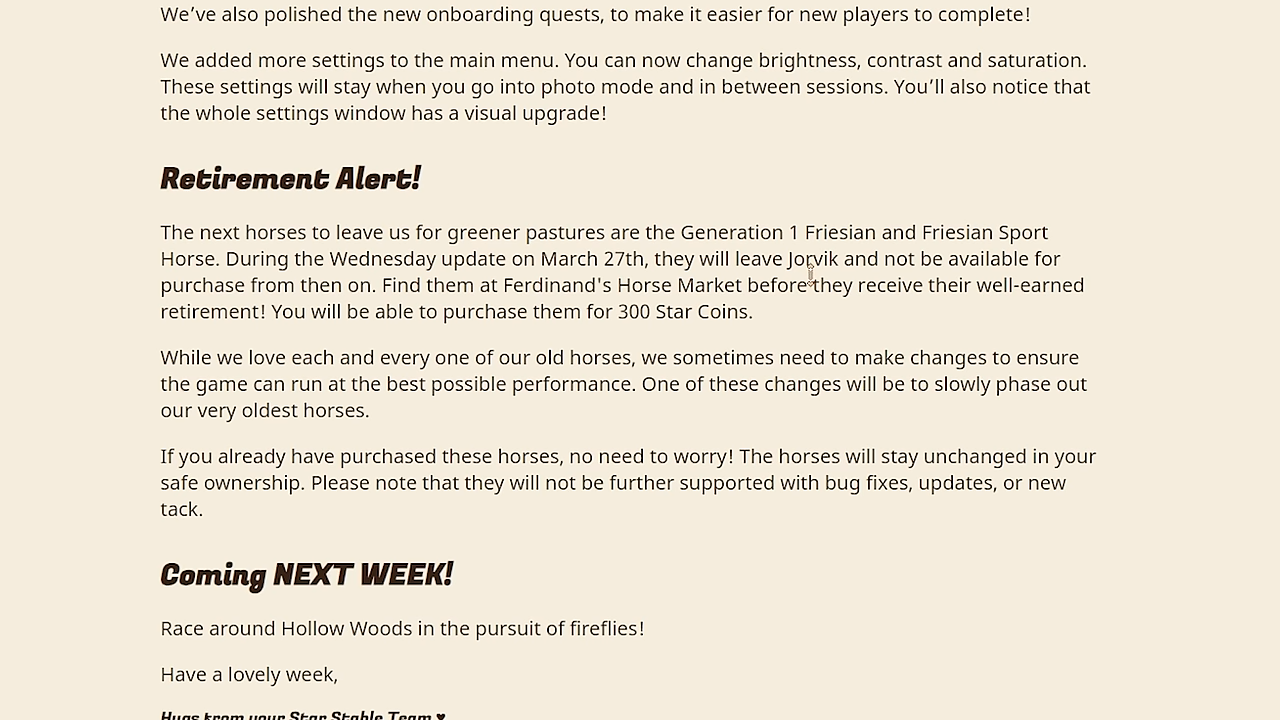 We’ve also polished the new onboarding quests, to make it easier for new players to complete!
We added more settings to the main menu. You can now change brightness, contrast and saturation.
These settings will stay when you go into photo mode and in between sessions. You’ll also notice that
the whole settings window has a visual upgrade!
Retirement Alert!
The next horses to leave us for greener pastures are the Generation 1 Friesian and Friesian Sport
Horse. During the Wednesday update on March 27th, they will leave Jorvik and not be available for
purchase from then on. Find them at Ferdinand's Horse Market before they receive their well-earned
retirement! You will be able to purchase them for 300 Star Coins.
While we love each and every one of our old horses, we sometimes need to make changes to ensure
the game can run at the best possible performance. One of these changes will be to slowly phase out
our very oldest horses.
If you already have purchased these horses, no need to worry! The horses will stay unchanged in your
safe ownership. Please note that they will not be further supported with bug fixes, updates, or new
tack.
Coming NEXT WEEK!
Race around Hollow Woods in the pursuit of fireflies!
Have a lovely week,
Hugs from your Star Stable Team ♥